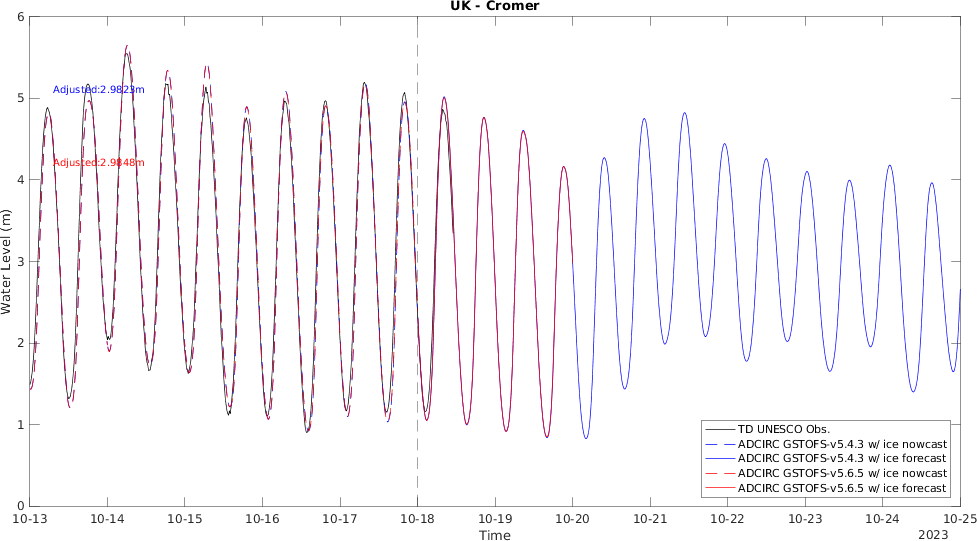 UK - Cromer
6
5
4
3
2
1
0
Water Level (m)
Adjusted:2.9823m
Adjusted:2.9848m
TD UNESCO Obs.
ADCIRC GSTOFS-v5.4.3 w/ ice nowcast
ADCIRC GSTOFS-v5.4.3 w/ ice forecast
ADCIRC GSTOFS-v5.6.5 w/ ice nowcast
ADCIRC GSTOFS-v5.6.5 w/ ice forecast
10-13 10-14 10-15 10-16 10-17 10-18 10-19 10-20 10-21 10-22 10-23 10-24 10-25
Time
2023